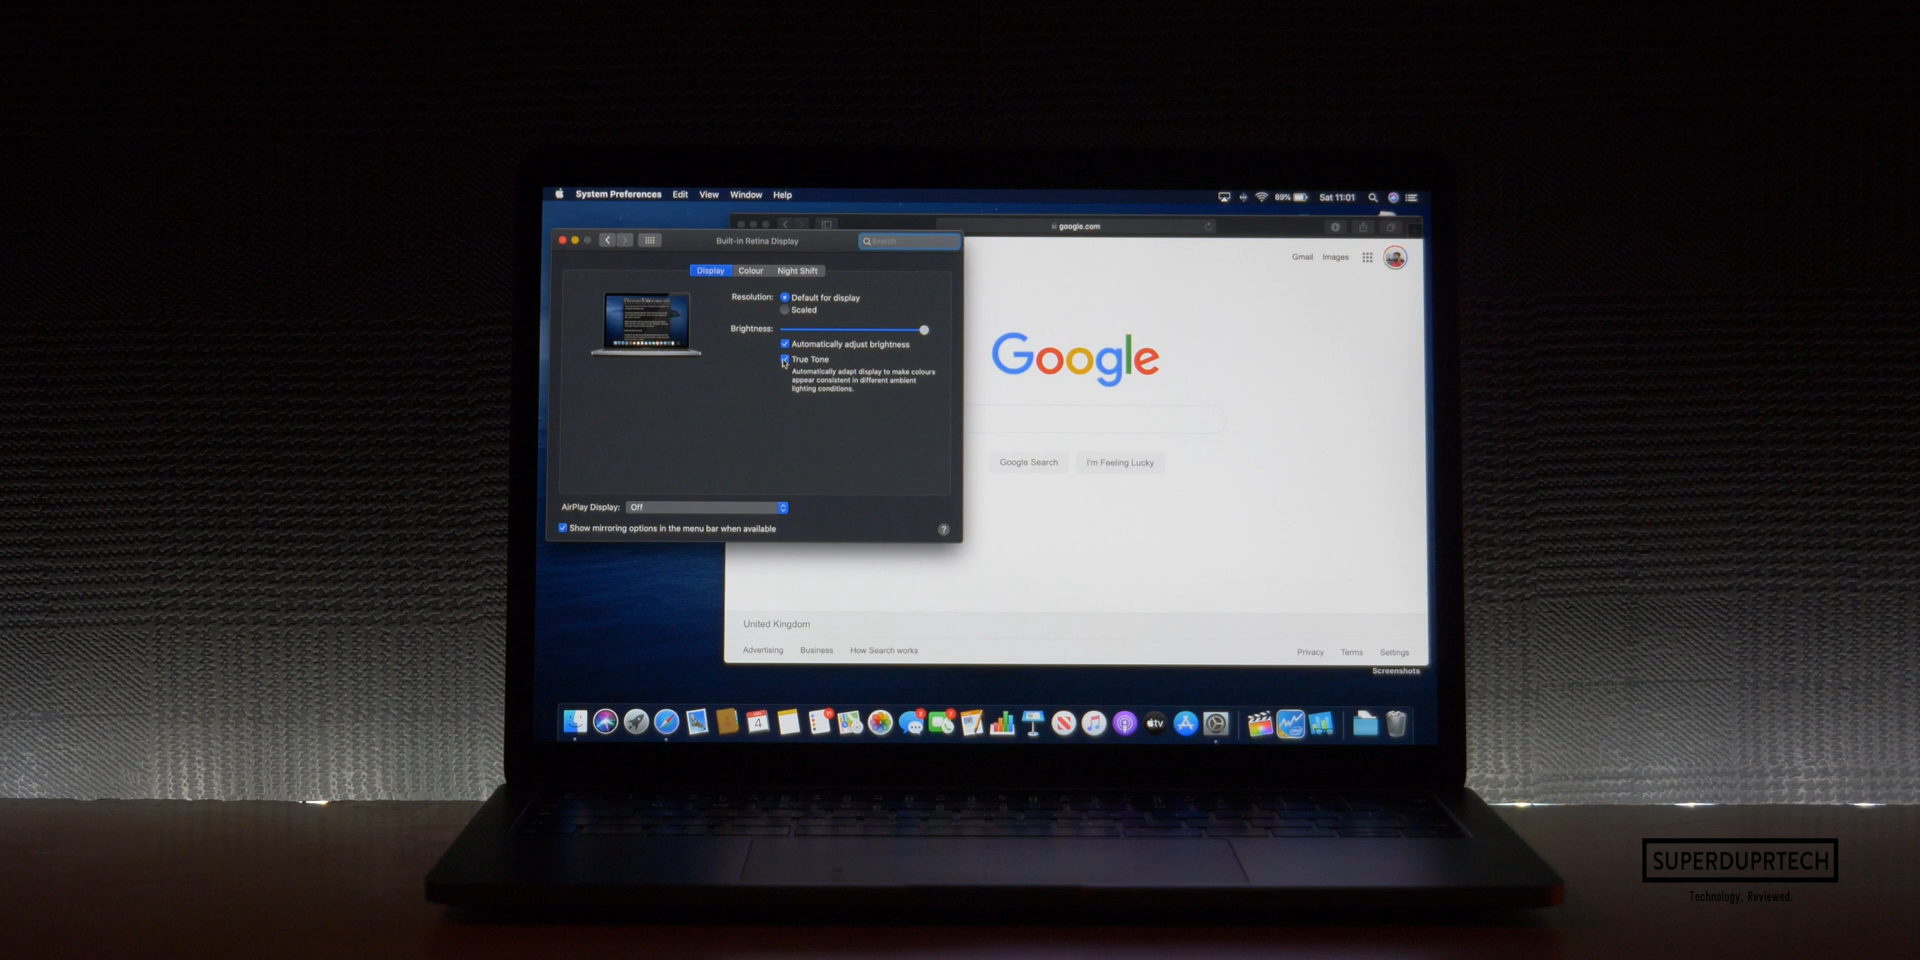 System Preferences Edit View Window Help
89% Sat 11:01
google.com
Built-in Retina Display
Search
Gmail Images
Display Colour Night Shift
Resolution: Default for display
Scaled
Brightness:
Automatically adjust brightness
True Tone
Automatically adapt display to make colours
appear consistent in different ambient
lighting conditions.
Google
Google Search I'm Feeling Lucky
AirPlay Display: Off
Show mirroring options in the menu bar when available
?
United Kingdom
Advertising Business How Search works
Privacy Terms Settings
Screenshots
4
tv
SUPERDUPRTECH
Technology, Reviewed.